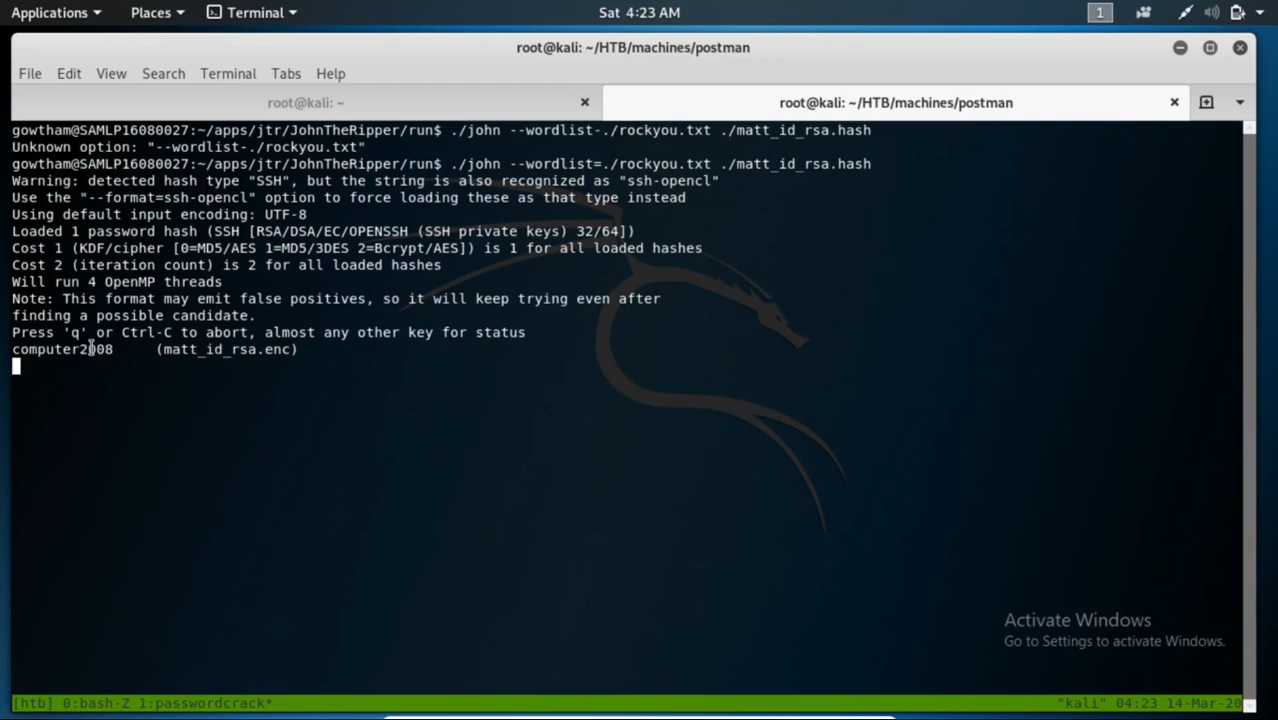 Applications Places Terminal Sat 4:23 AM 1
root@kali: ~/HTB/machines/postman
File Edit View Search Terminal Tabs Help
root@kali: ~ root@kali: ~/HTB/machines/postman
gowtham@SAMLP16080027:~/apps/jtr/JohnTheRipper/run$ ./john --wordlist-./rockyou.txt ./matt_id_rsa.hash
Unknown option: "--wordlist-./rockyou.txt"
gowtham@SAMLP16080027:~/apps/jtr/JohnTheRipper/run$ ./john --wordlist=./rockyou.txt ./matt_id_rsa.hash
Warning: detected hash type "SSH", but the string is also recognized as "ssh-opencl"
Use the "--format=ssh-opencl" option to force loading these as that type instead
Using default input encoding: UTF-8
Loaded 1 password hash (SSH [RSA/DSA/EC/OPENSSH (SSH private keys) 32/64])
Cost 1 (KDF/cipher [0=MD5/AES 1=MD5/3DES 2=Bcrypt/AES]) is 1 for all loaded hashes
Cost 2 (iteration count) is 2 for all loaded hashes
Will run 4 OpenMP threads
Note: This format may emit false positives, so it will keep trying even after
finding a possible candidate.
Press 'q' or Ctrl-C to abort, almost any other key for status
computer2008 (matt_id_rsa.enc)
Activate Windows
Go to Settings to activate Windows.
[htb] 0:bash-Z 1:passwordcrack* "kali" 04:23 14-Mar-20